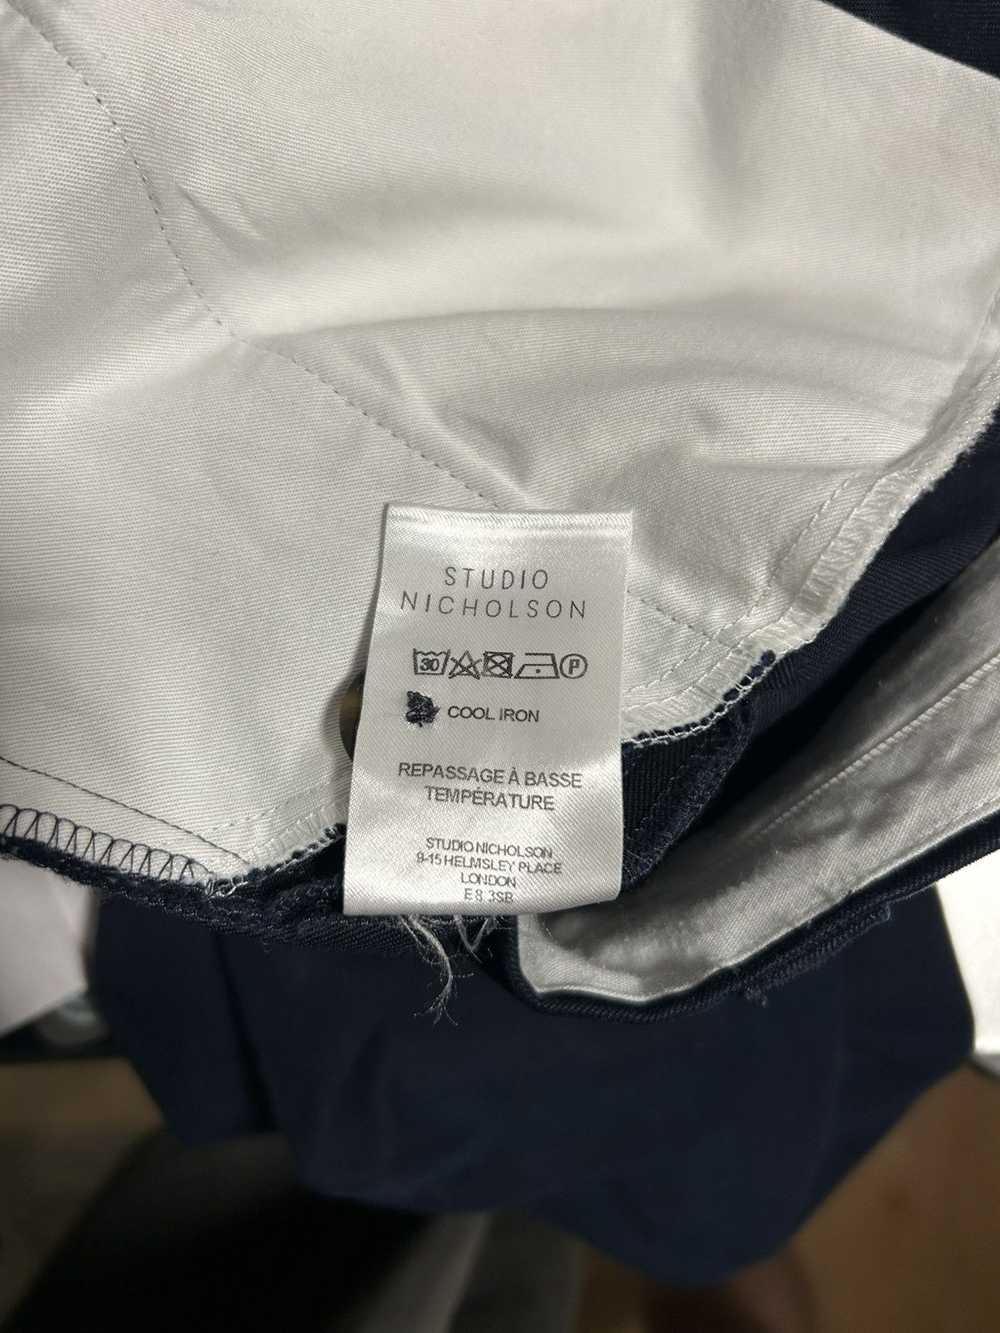 STUDIO
NICHOLSON
30 P
COOL IRON
REPASSAGE À BASSE
TEMPÉRATURE
STUDIO NICHOLSON
9-15 HELMSLEY PLACE
LONDON
E8 3SB